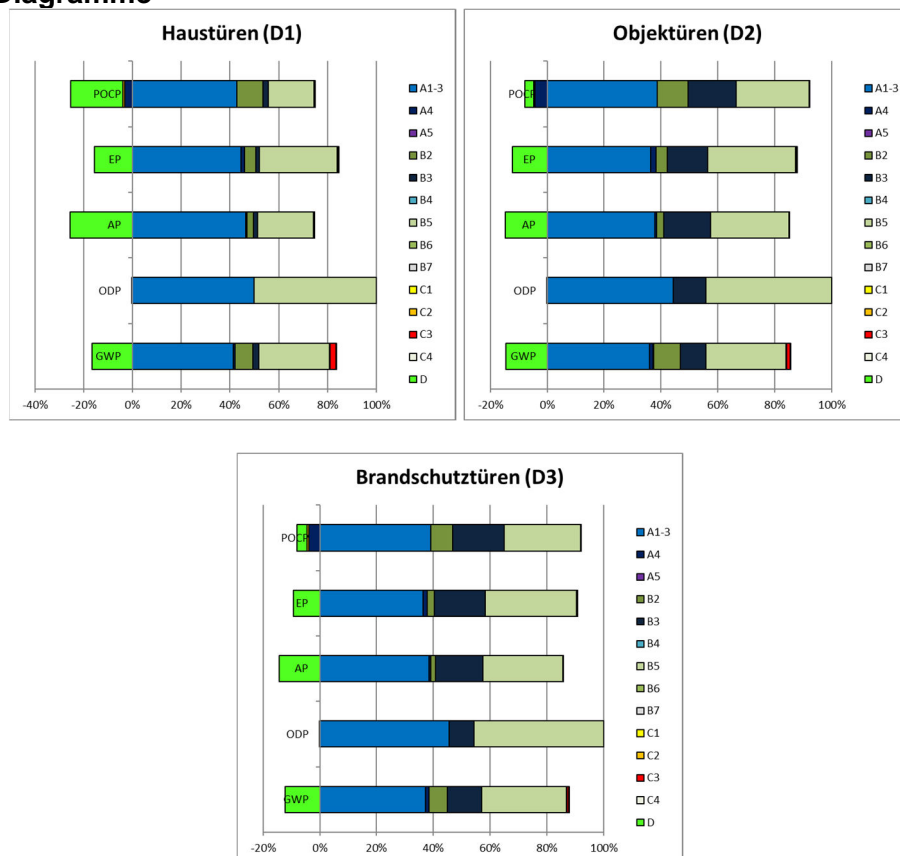 Diagramme
Haustüren (D1)
POCP
EP
AP
ODP
GWP
-40% -20% 0% 20% 40% 60% 80% 100%
A1-3
A4
A5
B2
B3
B4
B5
B6
B7
C1
C2
C3
C4
D
Objektüren (D2)
POCP
EP
AP
ODP
GWP
-20% 0% 20% 40% 60% 80% 100%
A1-3
A4
A5
B2
B3
B4
B5
B6
B7
C1
C2
C3
C4
D
Brandschutztüren (D3)
POCP
EP
AP
ODP
GWP
-20% 0% 20% 40% 60% 80% 100%
A1-3
A4
A5
B2
B3
B4
B5
B6
B7
C1
C2
C3
C4
D